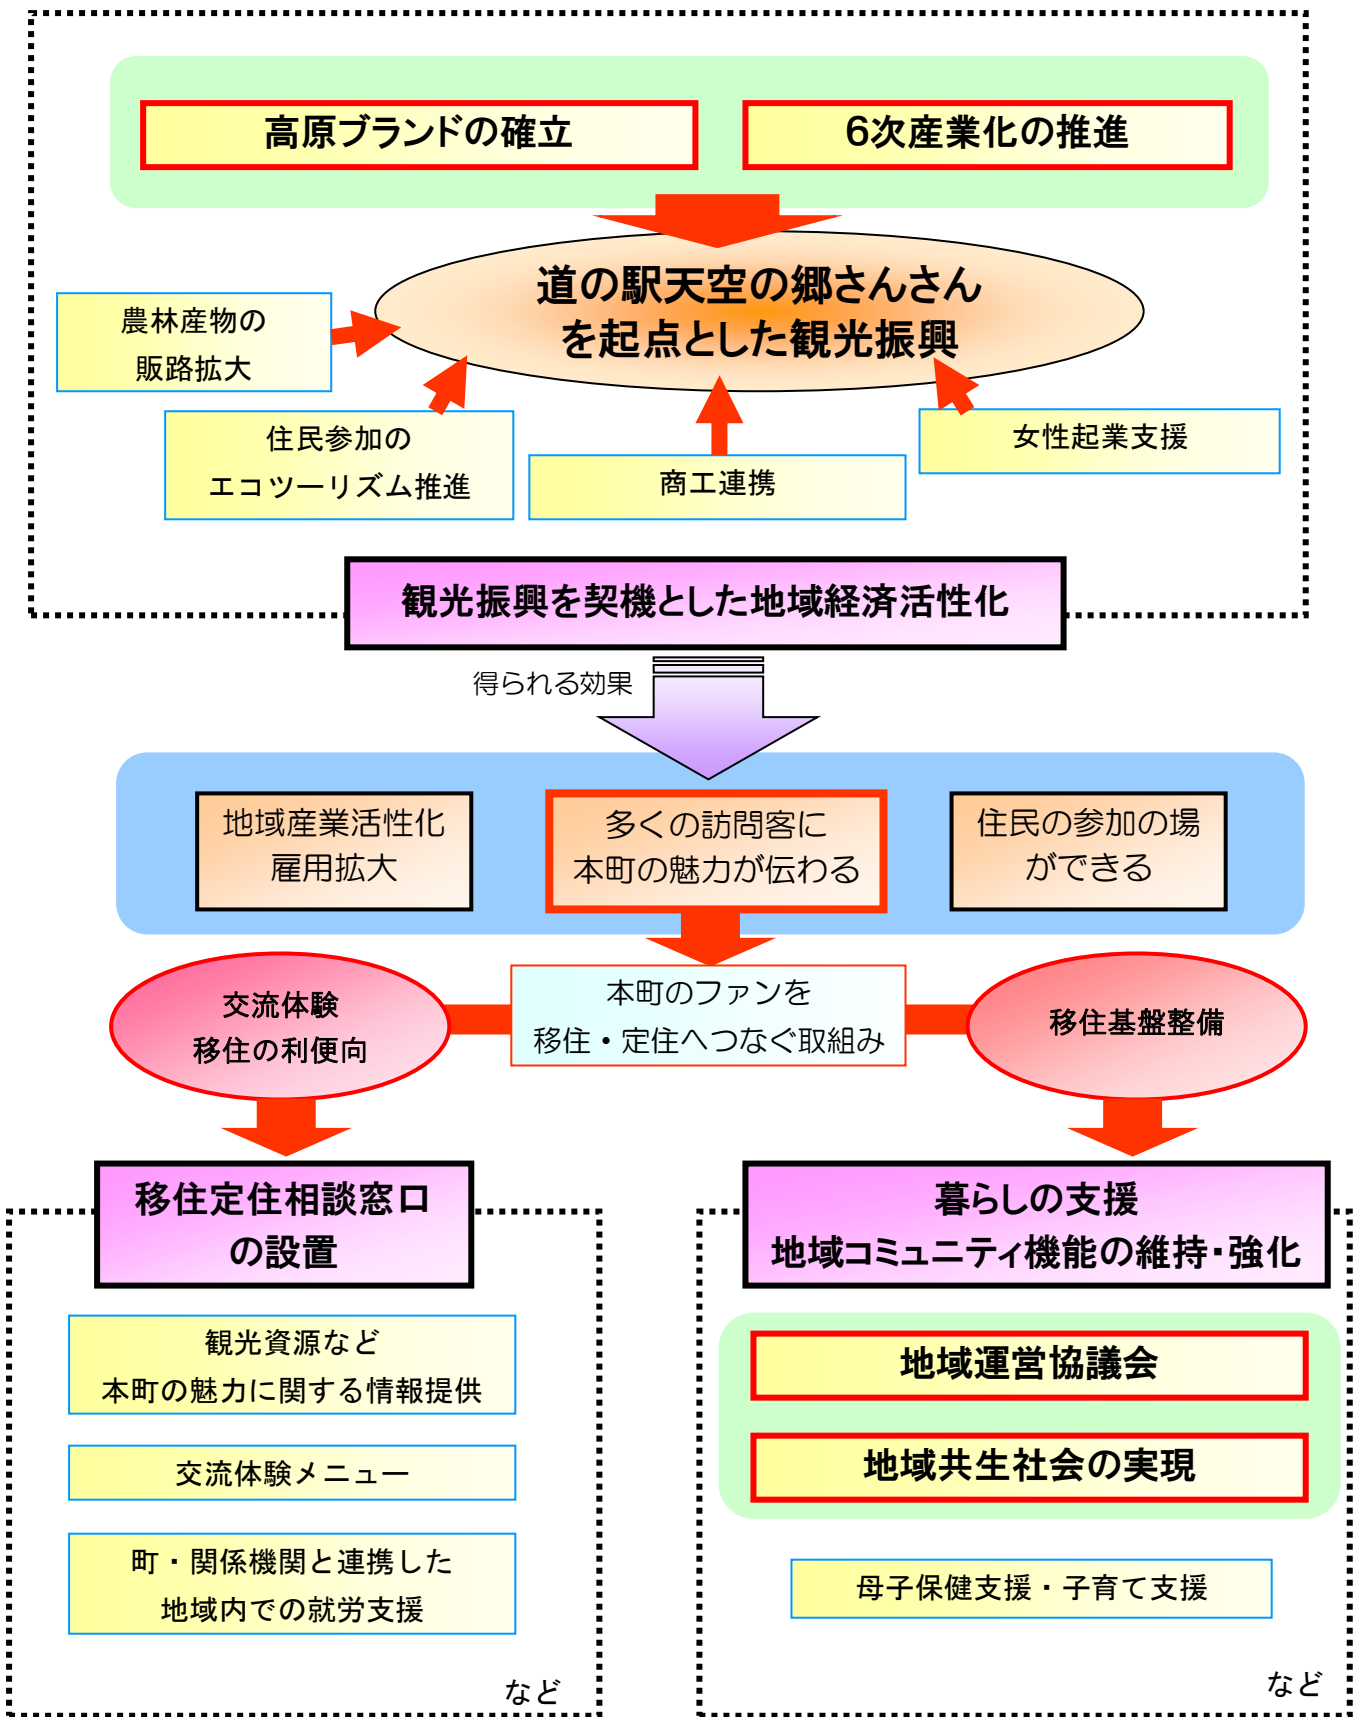 高原ブランドの確立
6次産業化の推進
道の駅天空の郷さんさん
を起点とした観光振興
農林産物の
販路拡大
住民参加の
エコツーリズム推進
商工連携
女性起業支援
観光振興を契機とした地域経済活性化
得られる効果
地域産業活性化
雇用拡大
多くの訪問客に
本町の魅力が伝わる
住民の参加の場
ができる
交流体験
移住の利便向
本町のファンを
移住・定住へつなぐ取組み
移住基盤整備
移住定住相談窓口
の設置
観光資源など
本町の魅力に関する情報提供
交流体験メニュー
町・関係機関と連携した
地域内での就労支援
など
暮らしの支援
地域コミュニティ機能の維持・強化
地域運営協議会
地域共生社会の実現
母子保健支援・子育て支援
など